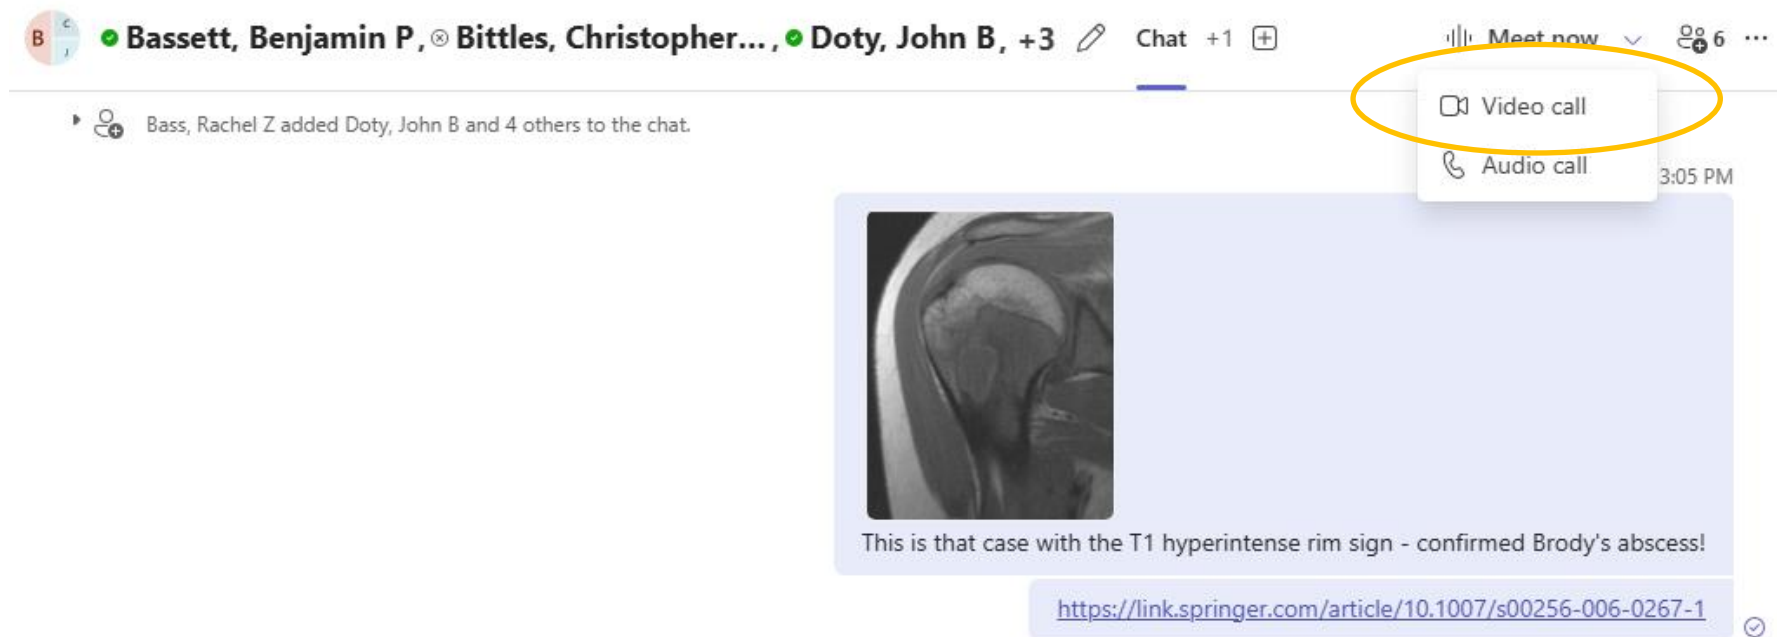 B C J Bassett, Benjamin P, Bittles, Christopher..., Doty, John B, +3 Chat +1 Meet now 6 ...
Bass, Rachel Z added Doty, John B and 4 others to the chat.
Video call
Audio call
3:05 PM
This is that case with the T1 hyperintense rim sign - confirmed Brody's abscess!
https://link.springer.com/article/10.1007/s00256-006-0267-1